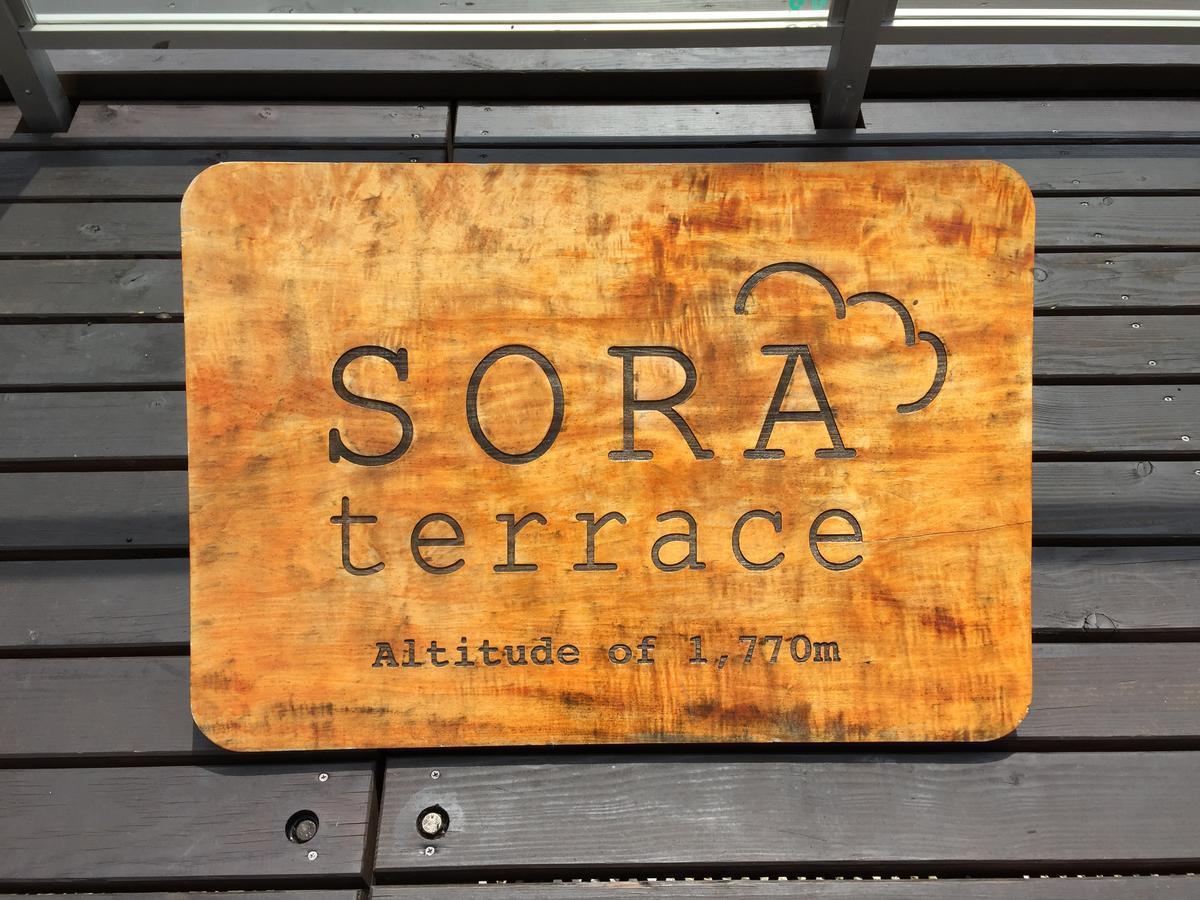 SORA
terrace
Altitude of 1,770m